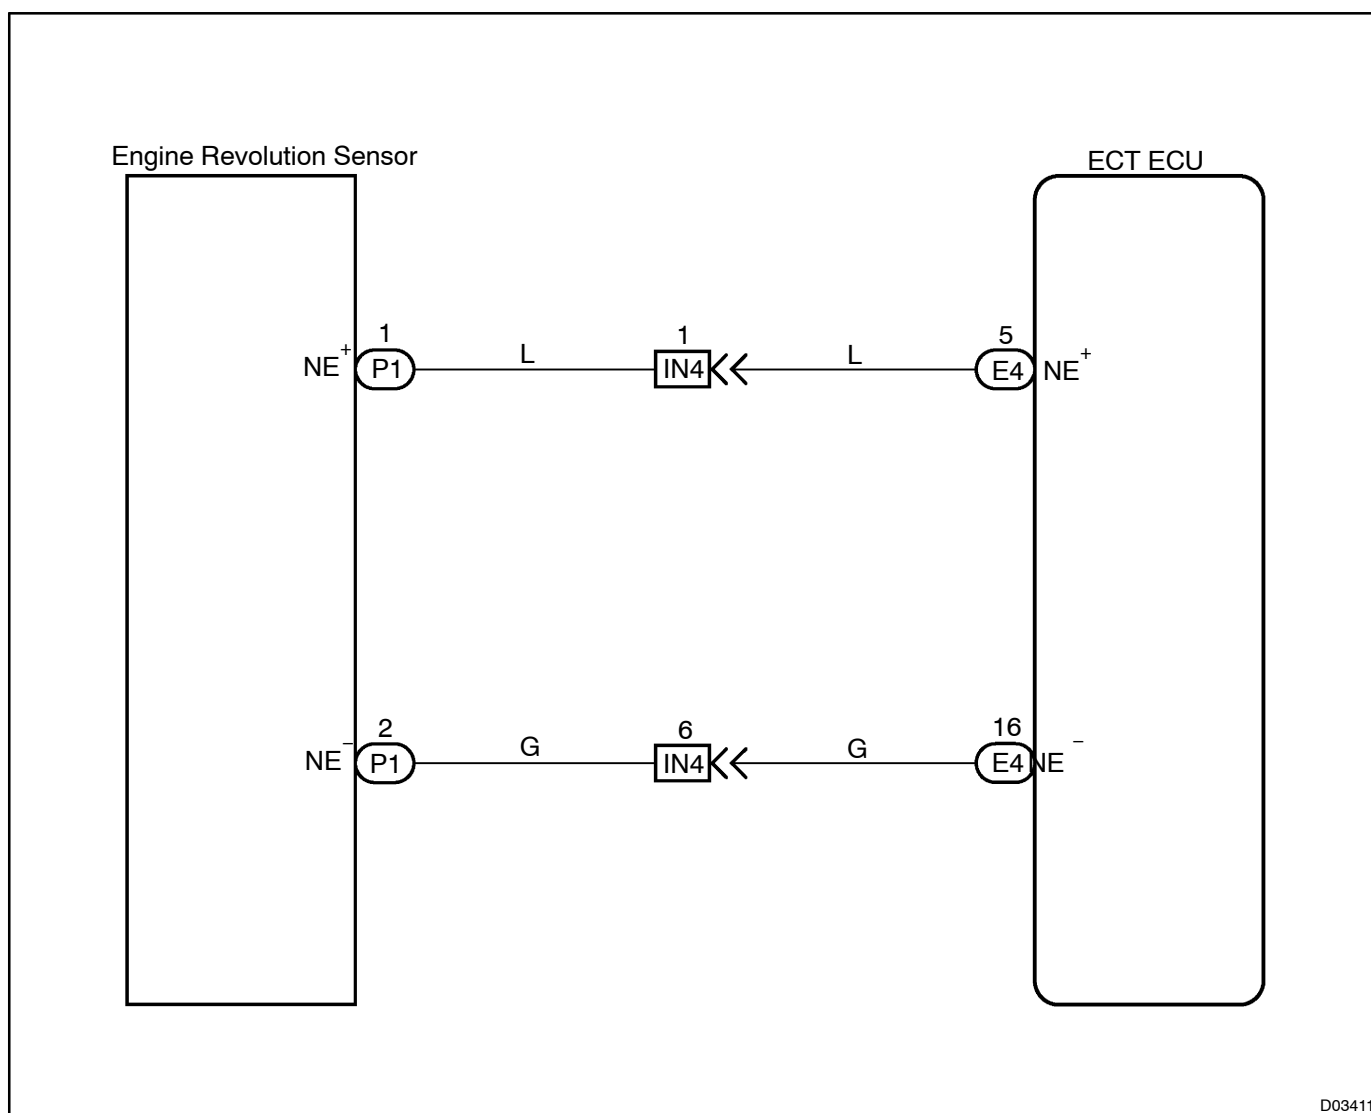 Engine Revolution Sensor
ECT ECU
1
1
5
NE+
P1
L
IN4
L
E4
NE+
2
6
16
NE−
P1
G
IN4
G
E4
NE−
D03411